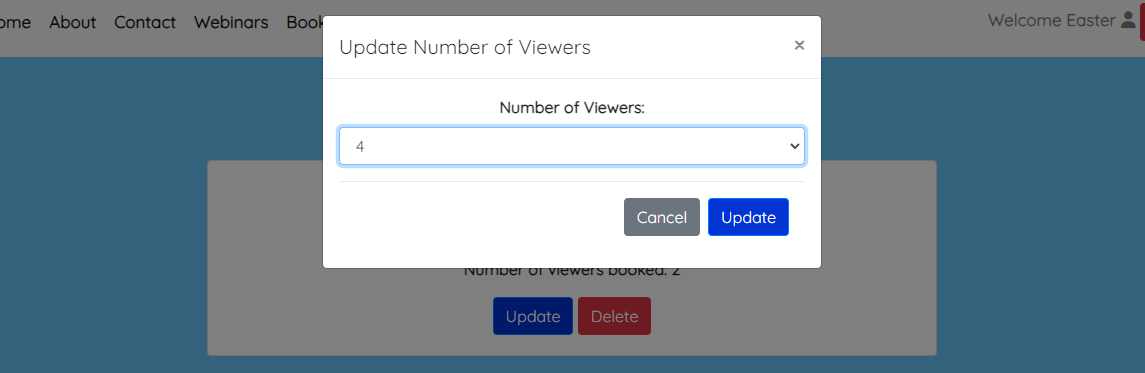 ome About Contact Webinars Book
Welcome Easter
Update Number of Viewers
×
Number of Viewers:
4
Cancel Update
Number of viewers booked: 2
Update Delete